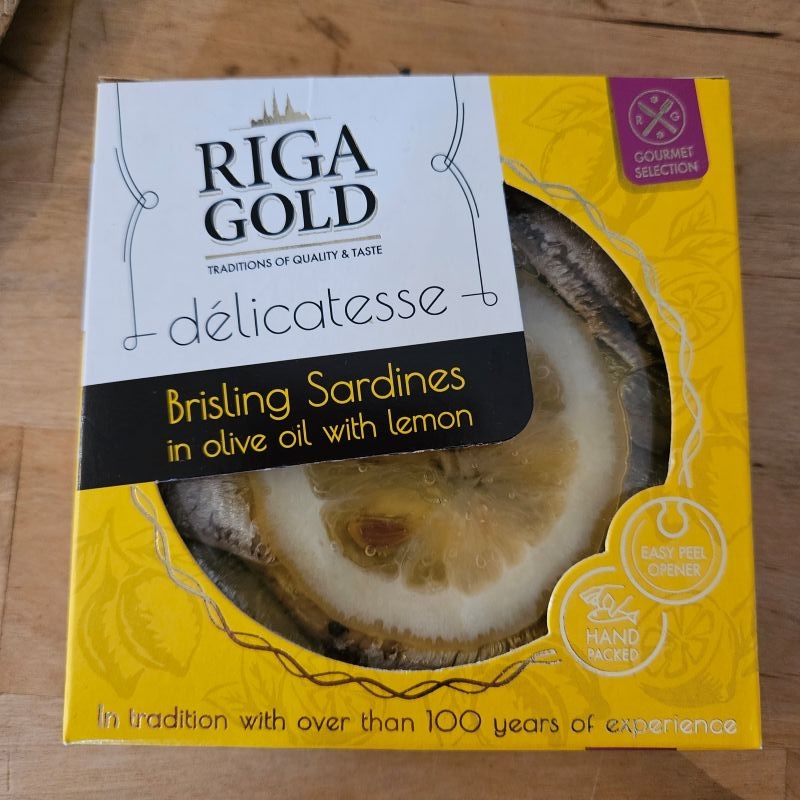 RIGA
GOLD
TRADITIONS OF QUALITY & TASTE
délicatesse
Brisling Sardines
in olive oil with lemon
R G
GOURMET
SELECTION
EASY PEEL
OPENER
HAND
PACKED
In tradition with over than 100 years of experience